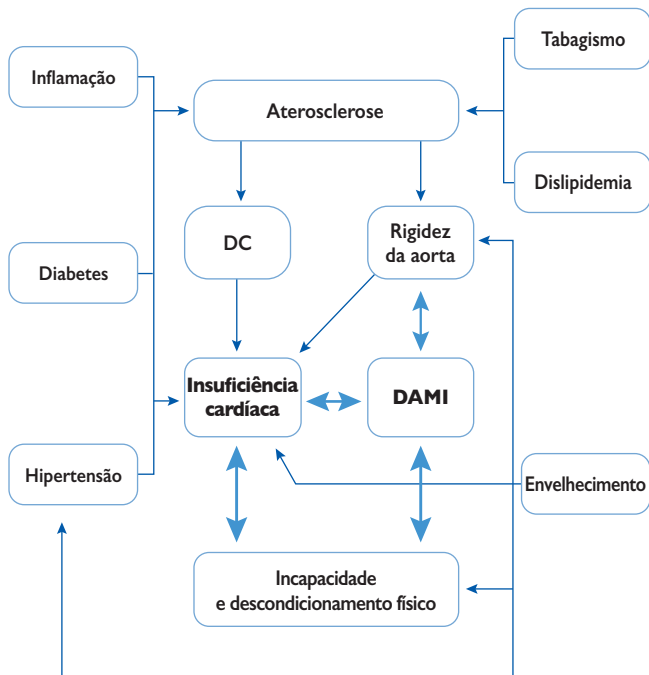 Tabagismo
Inflamação
Aterosclerose
Dislipidemia
DC
Rigidez
da aorta
Diabetes
Insuficiência
cardíaca
DAMI
Hipertensão
Envelhecimento
Incapacidade
e descondicionamento físico